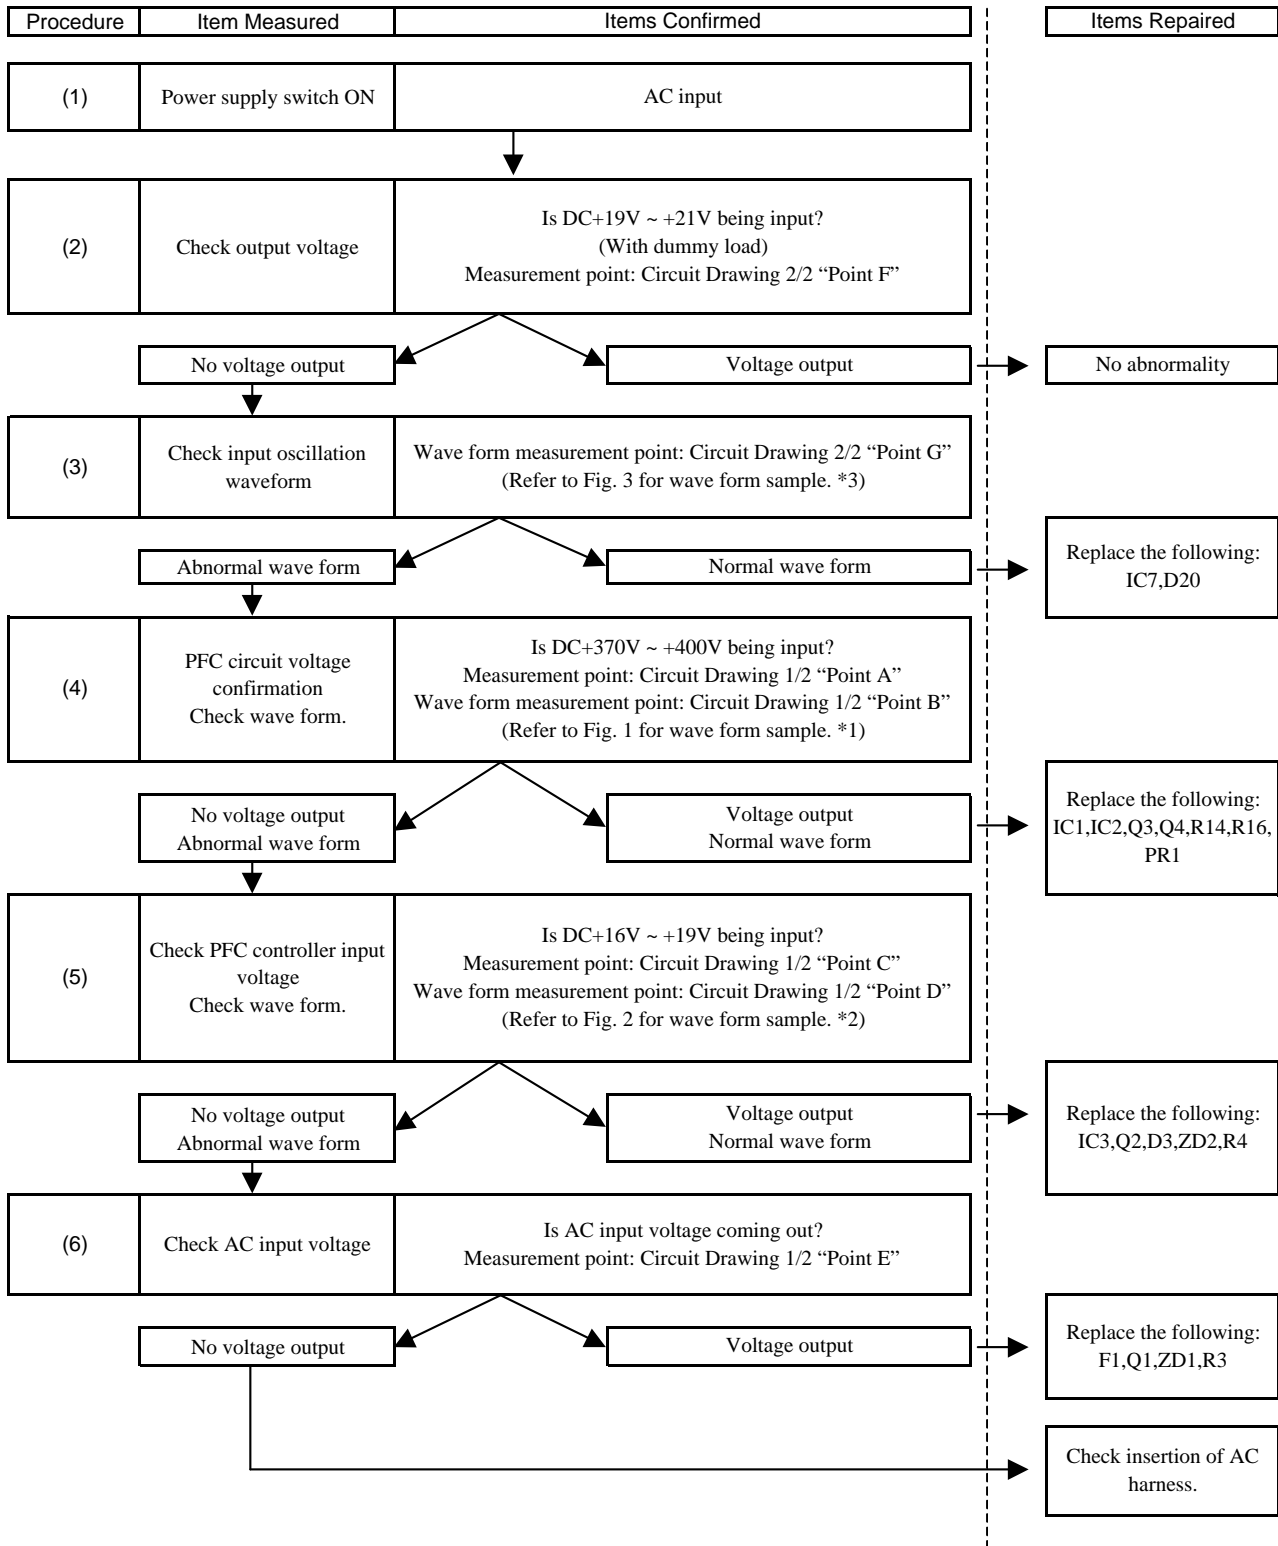 Procedure
Item Measured
Items Confirmed
Items Repaired
(1)
Power supply switch ON
AC input
(2)
Check output voltage
Is DC+19V ~ +21V being input?
(With dummy load)
Measurement point: Circuit Drawing 2/2 “Point F”
No voltage output
Voltage output
No abnormality
(3)
Check input oscillation
waveform
Wave form measurement point: Circuit Drawing 2/2 “Point G”
(Refer to Fig. 3 for wave form sample. *3)
Abnormal wave form
Normal wave form
Replace the following:
IC7,D20
(4)
PFC circuit voltage
confirmation
Check wave form.
Is DC+370V ~ +400V being input?
Measurement point: Circuit Drawing 1/2 “Point A”
Wave form measurement point: Circuit Drawing 1/2 “Point B”
(Refer to Fig. 1 for wave form sample. *1)
No voltage output
Abnormal wave form
Voltage output
Normal wave form
Replace the following:
IC1,IC2,Q3,Q4,R14,R16,
PR1
(5)
Check PFC controller input
voltage
Check wave form.
Is DC+16V ~ +19V being input?
Measurement point: Circuit Drawing 1/2 “Point C”
Wave form measurement point: Circuit Drawing 1/2 “Point D”
(Refer to Fig. 2 for wave form sample. *2)
No voltage output
Abnormal wave form
Voltage output
Normal wave form
Replace the following:
IC3,Q2,D3,ZD2,R4
(6)
Check AC input voltage
Is AC input voltage coming out?
Measurement point: Circuit Drawing 1/2 “Point E”
No voltage output
Voltage output
Replace the following:
F1,Q1,ZD1,R3
Check insertion of AC
harness.